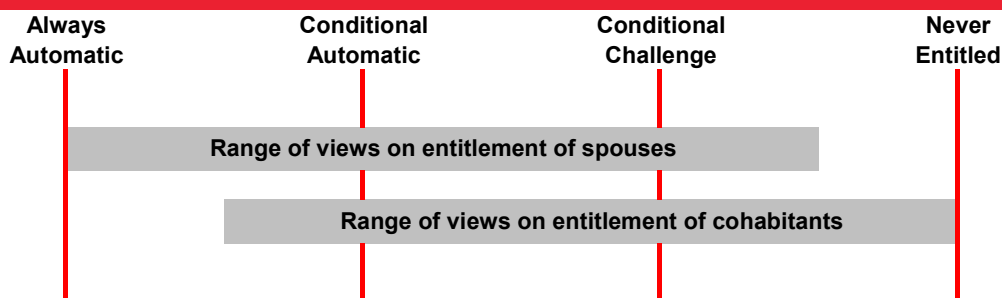 Always Automatic
Conditional Automatic
Conditional Challenge
Never Entitled
Range of views on entitlement of spouses
Range of views on entitlement of cohabitants